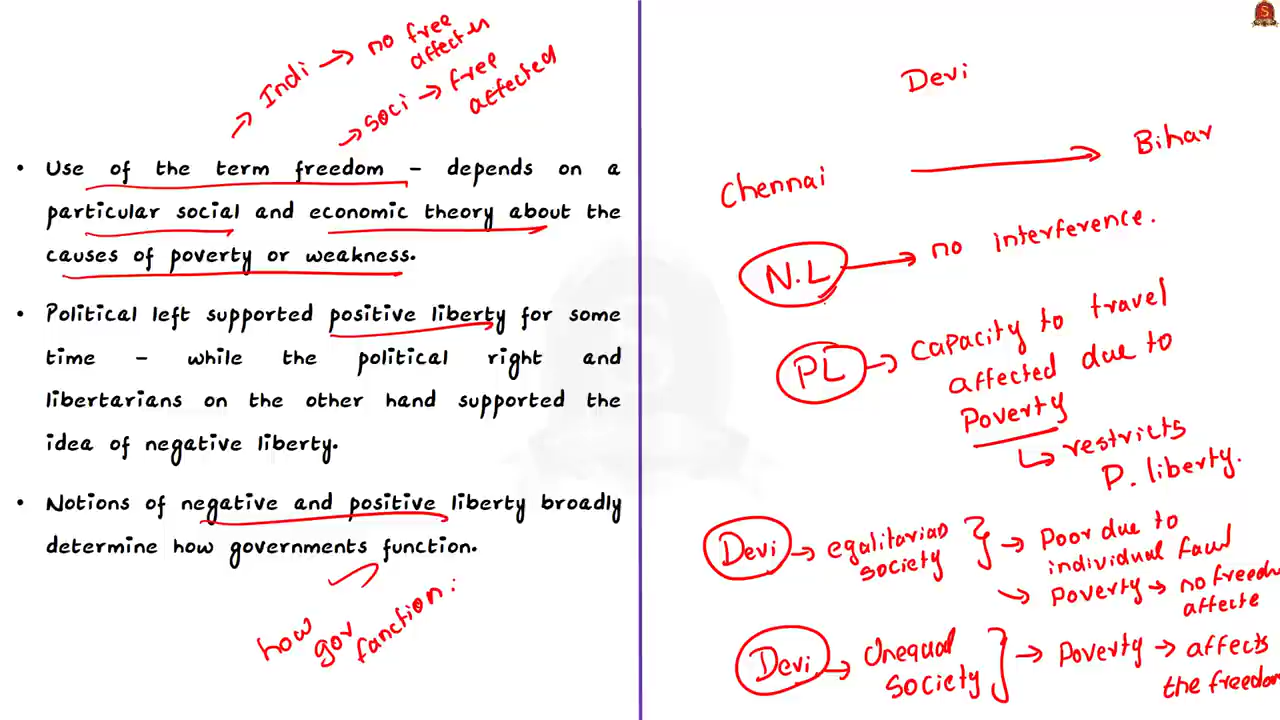 Indi → no free
affected
→ soci → free
affected
• Use of the term freedom – depends on a
particular social and economic theory about the
causes of poverty or weakness.
• Political left supported positive liberty for some
time – while the political right and
libertarians on the other hand supported the
idea of negative liberty.
• Notions of negative and positive liberty broadly
determine how governments function.
how
gov
function:
Devi
Chennai → Bihar
N.L → no interference.
PL → capacity to travel
affected due to
Poverty
↳ restricts
P. liberty.
Devi → egalitarian
society } → Poor due to
individual
→ Poverty → no
affecte
Devi → Unequal
society } → Poverty → affects
the freedom